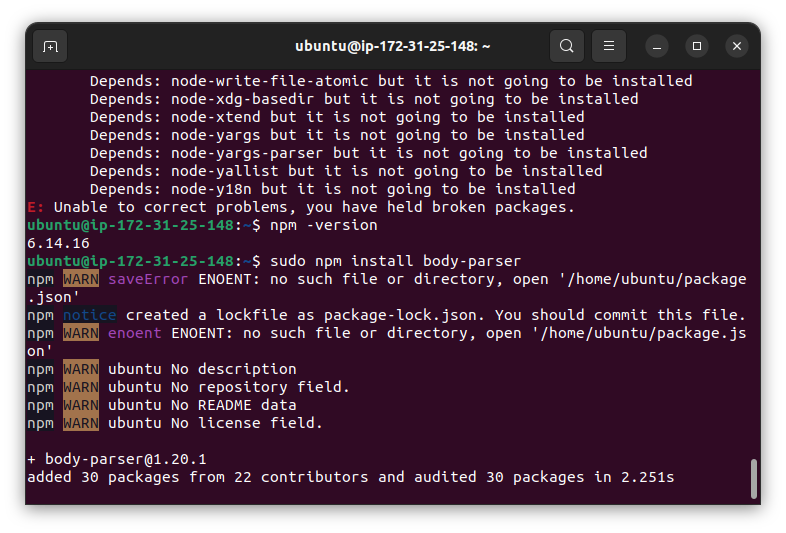 ubuntu@ip-172-31-25-148: ~
Depends: node-write-file-atomic but it is not going to be installed
Depends: node-xdg-basedir but it is not going to be installed
Depends: node-xtend but it is not going to be installed
Depends: node-yargs but it is not going to be installed
Depends: node-yargs-parser but it is not going to be installed
Depends: node-yallist but it is not going to be installed
Depends: node-y18n but it is not going to be installed
E: Unable to correct problems, you have held broken packages.
ubuntu@ip-172-31-25-148:~$ npm -version
6.14.16
ubuntu@ip-172-31-25-148:~$ sudo npm install body-parser
npm WARN saveError ENOENT: no such file or directory, open '/home/ubuntu/package
.json'
npm notice created a lockfile as package-lock.json. You should commit this file.
npm WARN enoent ENOENT: no such file or directory, open '/home/ubuntu/package.js
on'
npm WARN ubuntu No description
npm WARN ubuntu No repository field.
npm WARN ubuntu No README data
npm WARN ubuntu No license field.
+ body-parser@1.20.1
added 30 packages from 22 contributors and audited 30 packages in 2.251s